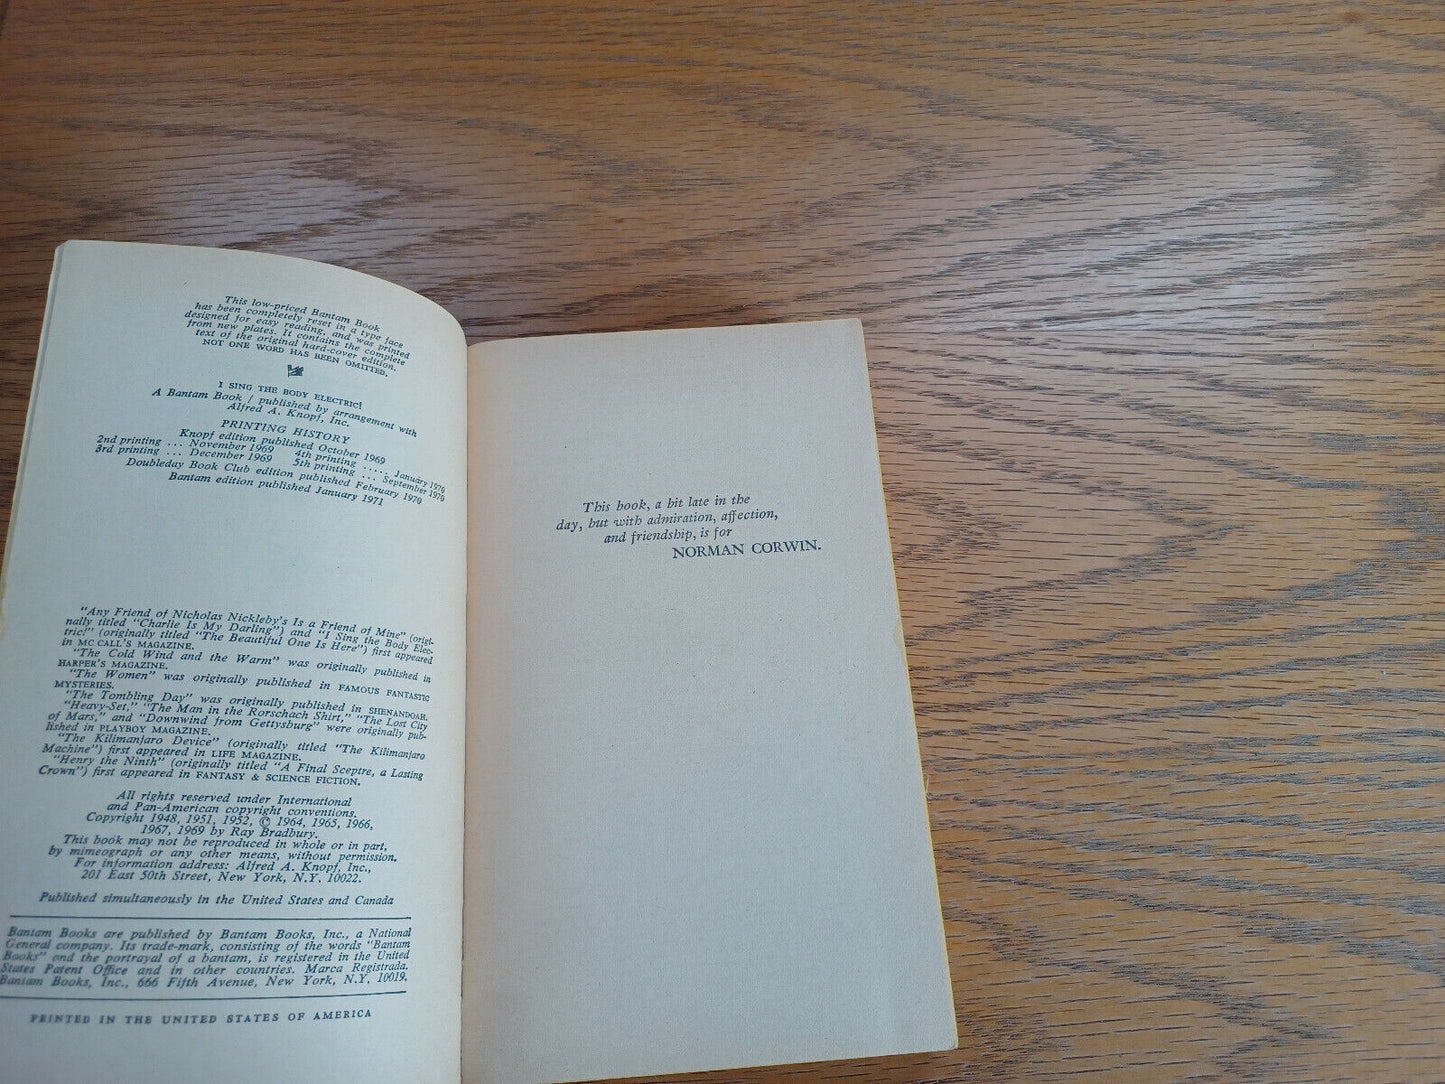 This low-priced Bantam Book
has been completely reset in a type face
designed for easy reading, and was printed
from new plates. It contains the complete
text of the original hard-cover edition.
NOT ONE WORD HAS BEEN OMITTED.
I SING THE BODY ELECTRIC!
A Bantam Book / published by arrangement with
Alfred A. Knopf, Inc.
PRINTING HISTORY
Knopf edition published October 1969
2nd printing ... November 1969 4th printing ..... January 1970
3rd printing ... December 1969 5th printing ... September 1970
Doubleday Book Club edition published February 1970
Bantam edition published January 1971
"Any Friend of Nicholas Nickleby's Is a Friend of Mine" (origi-
nally titled "Charlie Is My Darling") and "I Sing the Body Elec-
tric!" (originally titled "The Beautiful One Is Here") first appeared
in MC CALL'S MAGAZINE.
"The Cold Wind and the Warm" was originally published in
HARPER'S MAGAZINE.
"The Women" was originally published in FAMOUS FANTASTIC
MYSTERIES.
"The Tombling Day" was originally published in SHENANDOAH.
"Heavy-Set," "The Man in the Rorschach Shirt," "The Lost City
of Mars," and "Downwind from Gettysburg" were originally pub-
lished in PLAYBOY MAGAZINE.
"The Kilimanjaro Device" (originally titled "The Kilimanjaro
Machine") first appeared in LIFE MAGAZINE.
"Henry the Ninth" (originally titled "A Final Sceptre, a Lasting
Crown") first appeared in FANTASY & SCIENCE FICTION.
All rights reserved under International
and Pan-American copyright conventions.
Copyright 1948, 1951, 1952, © 1964, 1965, 1966,
1967, 1969 by Ray Bradbury.
This book may not be reproduced in whole or in part,
by mimeograph or any other means, without permission.
For information address: Alfred A. Knopf, Inc.,
201 East 50th Street, New York, N.Y. 10022.
Published simultaneously in the United States and Canada
Bantam Books are published by Bantam Books, Inc., a National
General company. Its trade-mark, consisting of the words "Bantam
Books" and the portrayal of a bantam, is registered in the United
States Patent Office and in other countries. Marca Registrada.
Bantam Books, Inc., 666 Fifth Avenue, New York, N.Y. 10019.
PRINTED IN THE UNITED STATES OF AMERICA
This book, a bit late in the
day, but with admiration, affection,
and friendship, is for
NORMAN CORWIN.